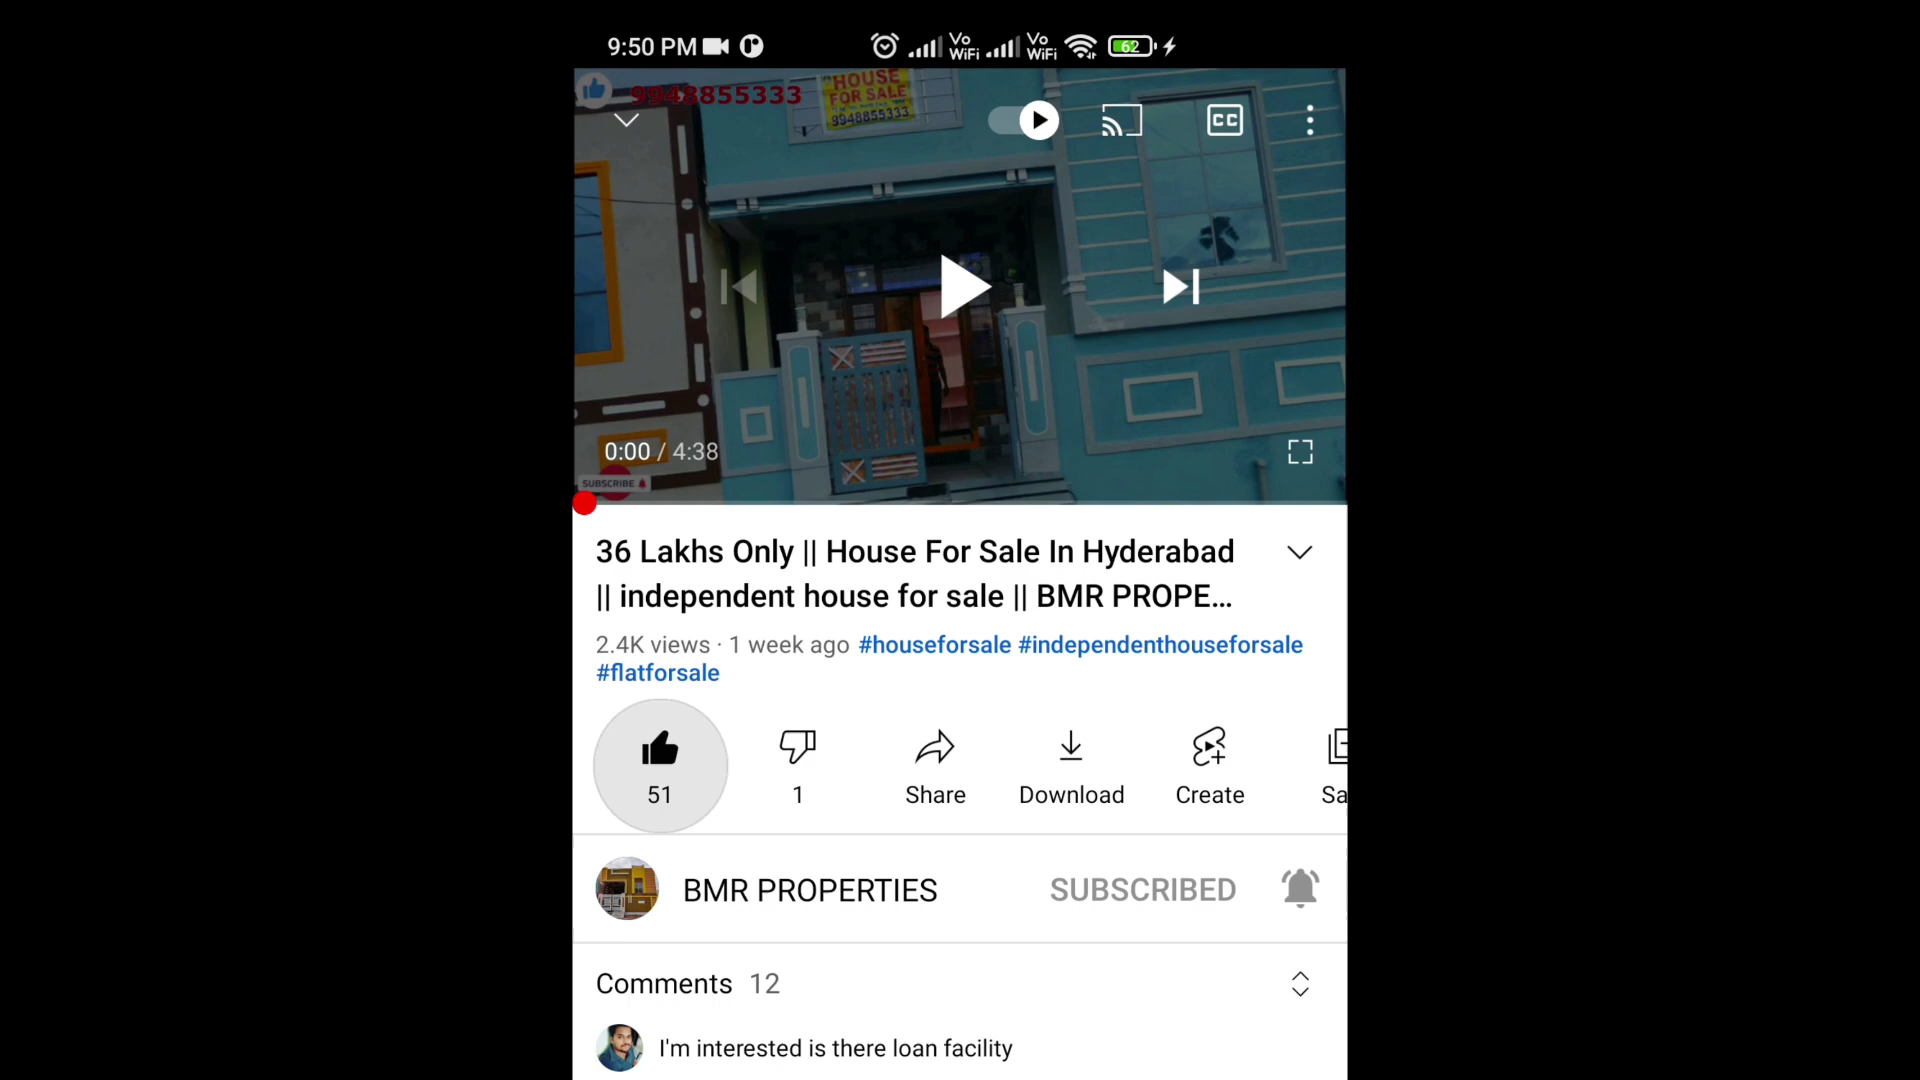 9:50 PM
Vo
WiFi
Vo
WiFi
62
9948855333
HOUSE
FOR SALE
9948855333
CC
0:00 / 4:38
SUBSCRIBE
36 Lakhs Only || House For Sale In Hyderabad
|| independent house for sale || BMR PROPE...
2.4K views · 1 week ago #houseforsale #independenthouseforsale
#flatforsale
51
1
Share
Download
Create
Sa
BMR PROPERTIES
SUBSCRIBED
Comments 12
I'm interested is there loan facility